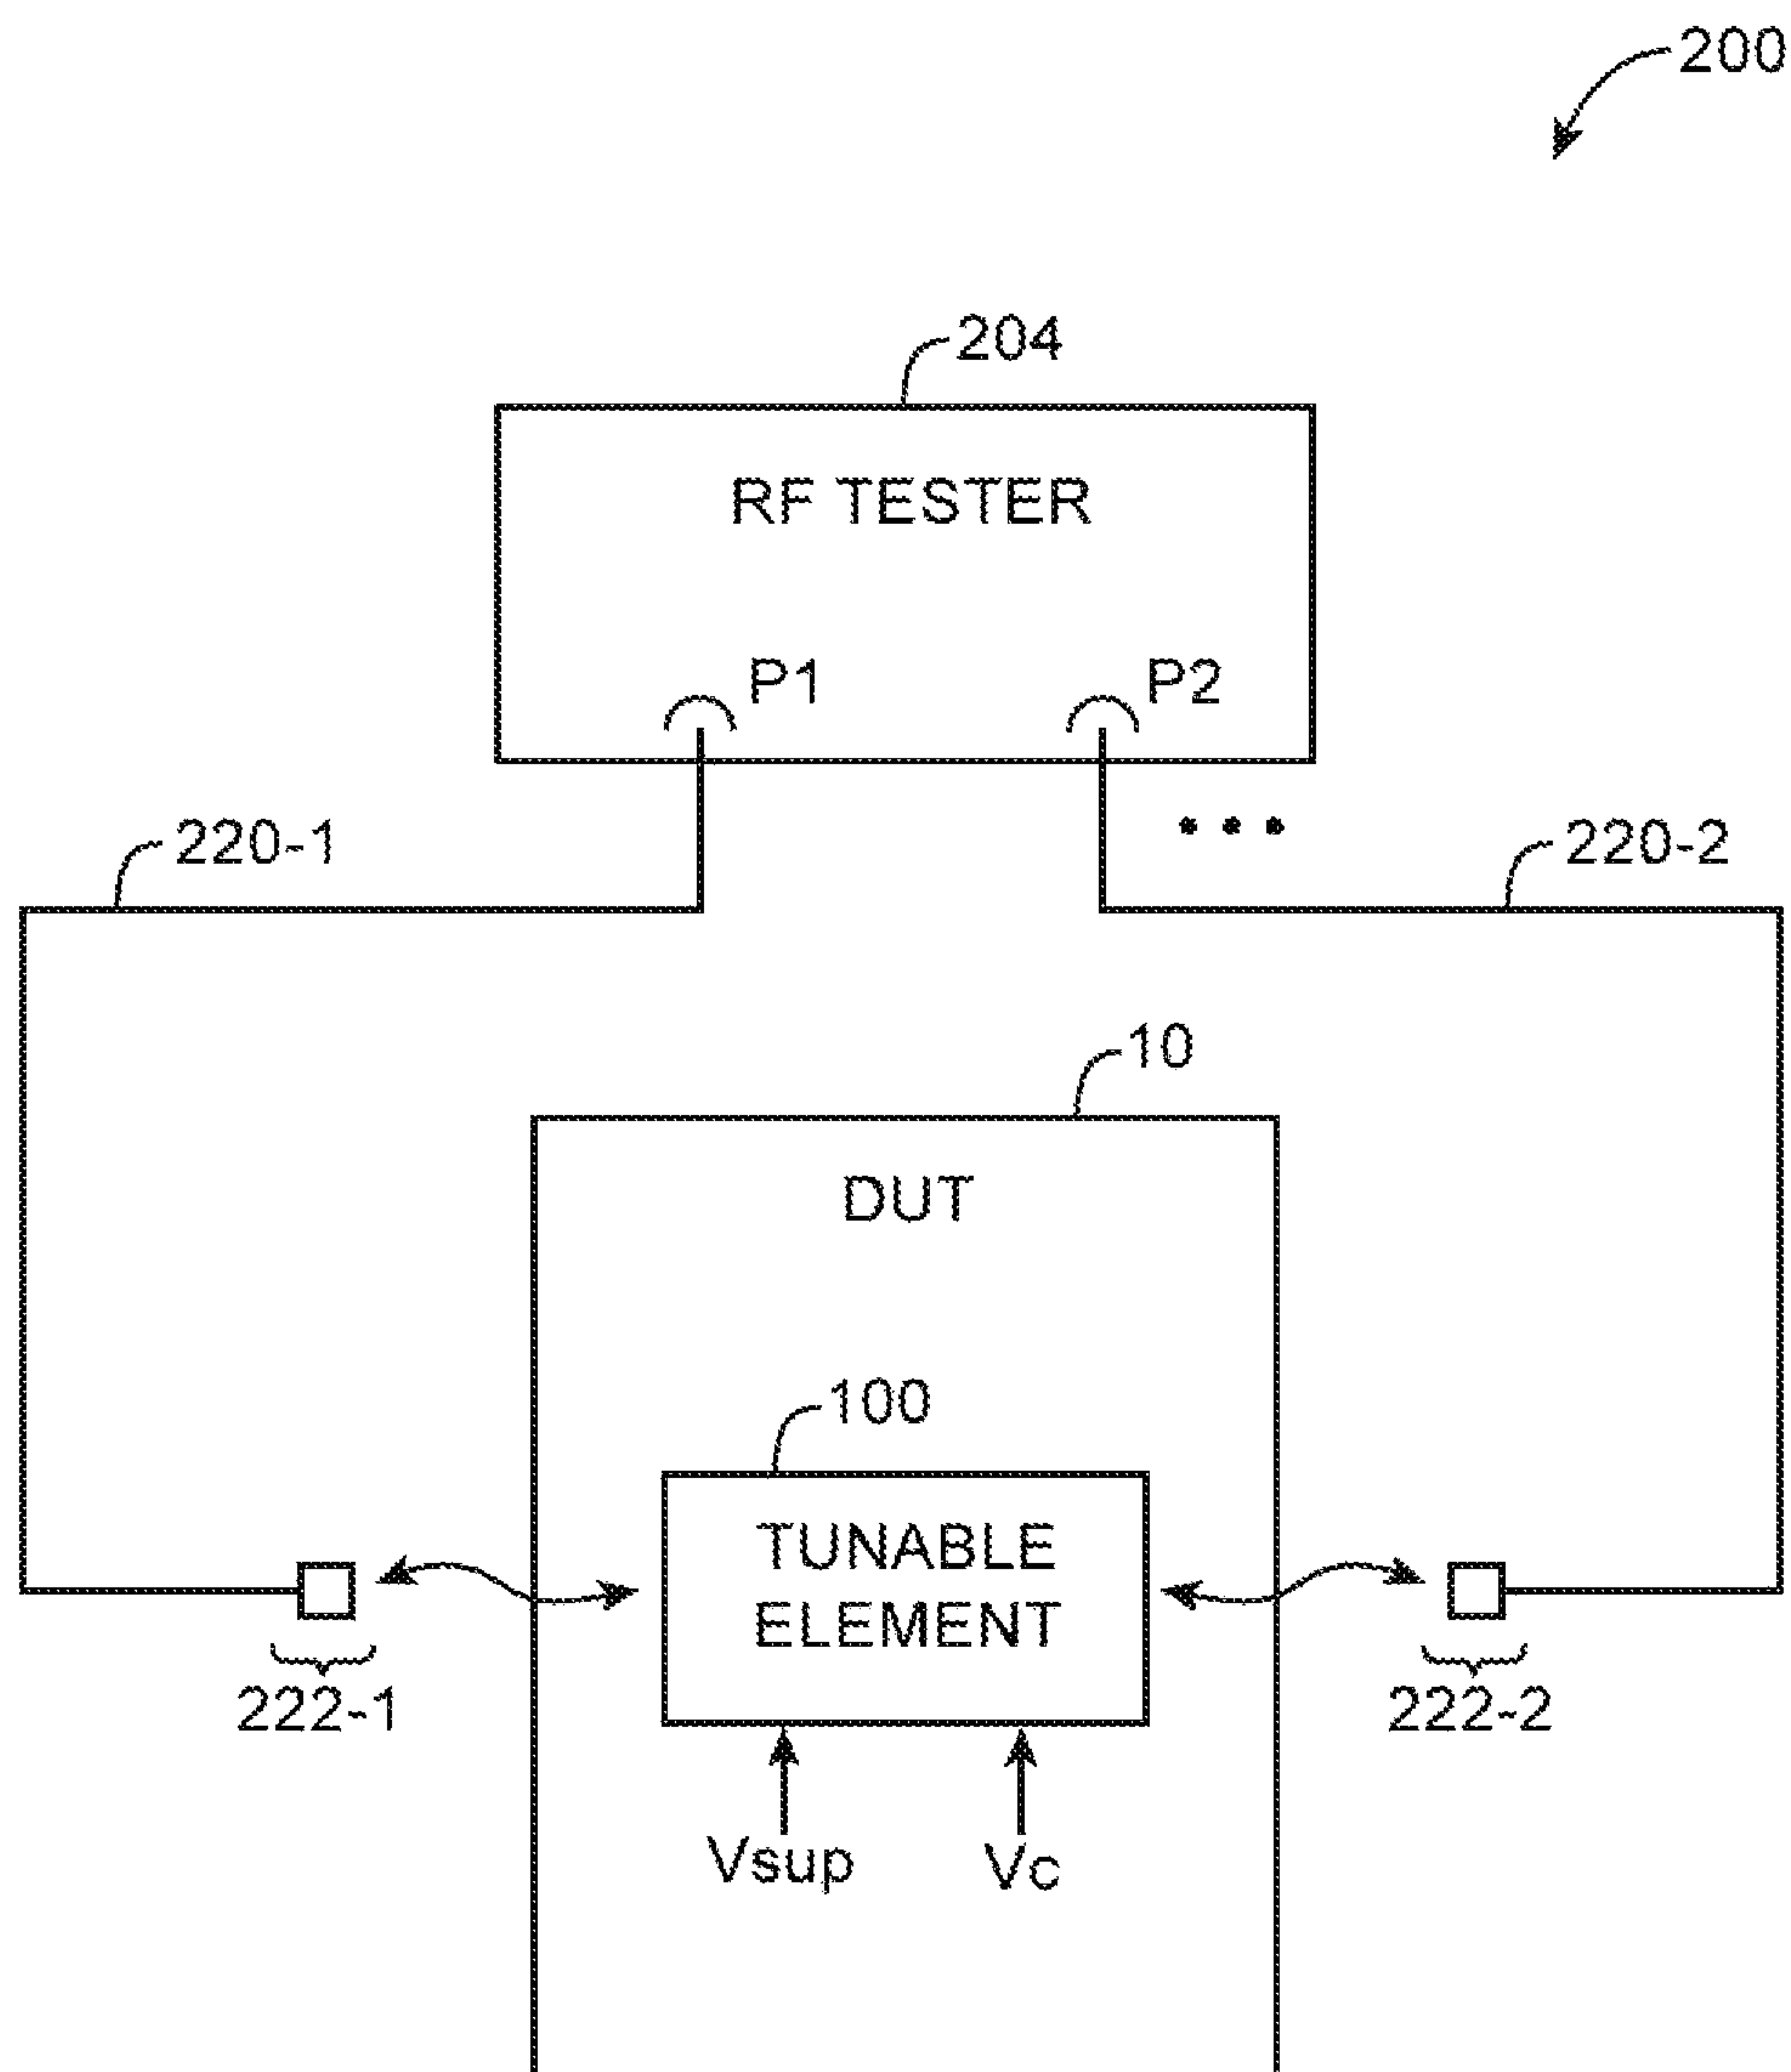 200
204
RF TESTER
P1 P2
220-1 220-2
10
DUT
100
TUNABLE
ELEMENT
222-1 222-2
Vsup Vc